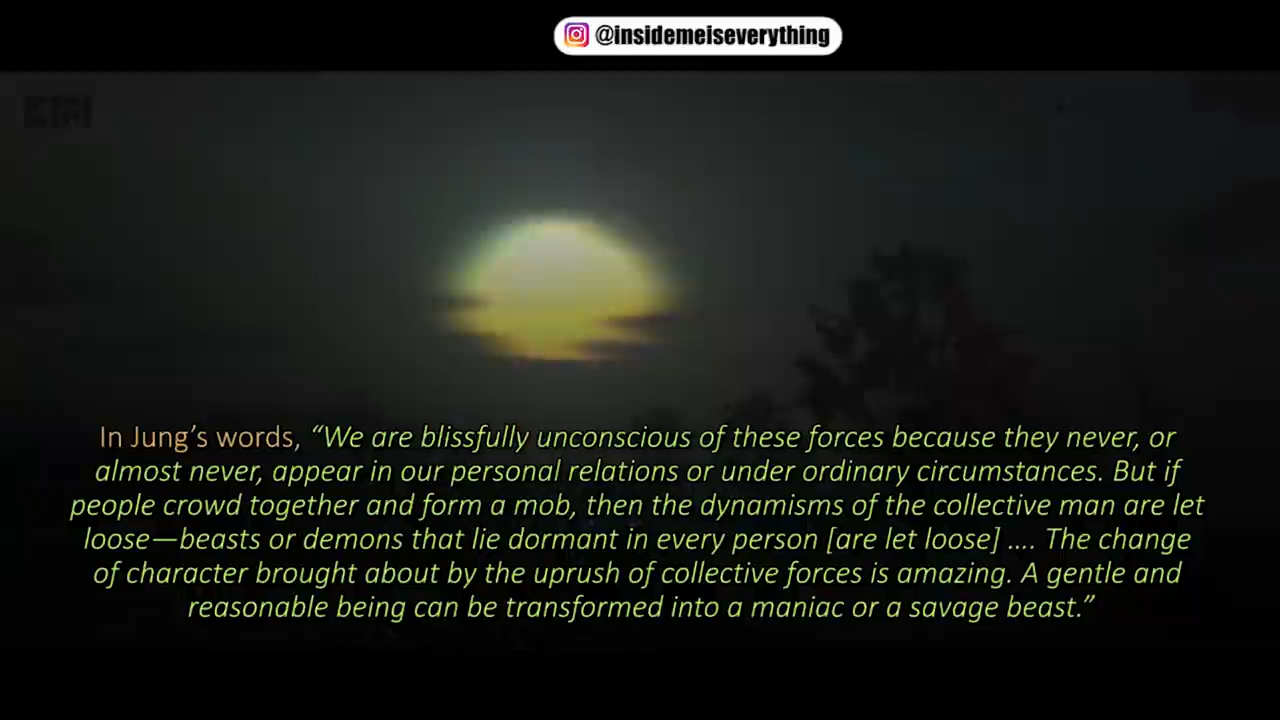 @insidemeiseverything
In Jung’s words, “We are blissfully unconscious of these forces because they never, or
almost never, appear in our personal relations or under ordinary circumstances. But if
people crowd together and form a mob, then the dynamisms of the collective man are let
loose—beasts or demons that lie dormant in every person [are let loose] .... The change
of character brought about by the uprush of collective forces is amazing. A gentle and
reasonable being can be transformed into a maniac or a savage beast.”